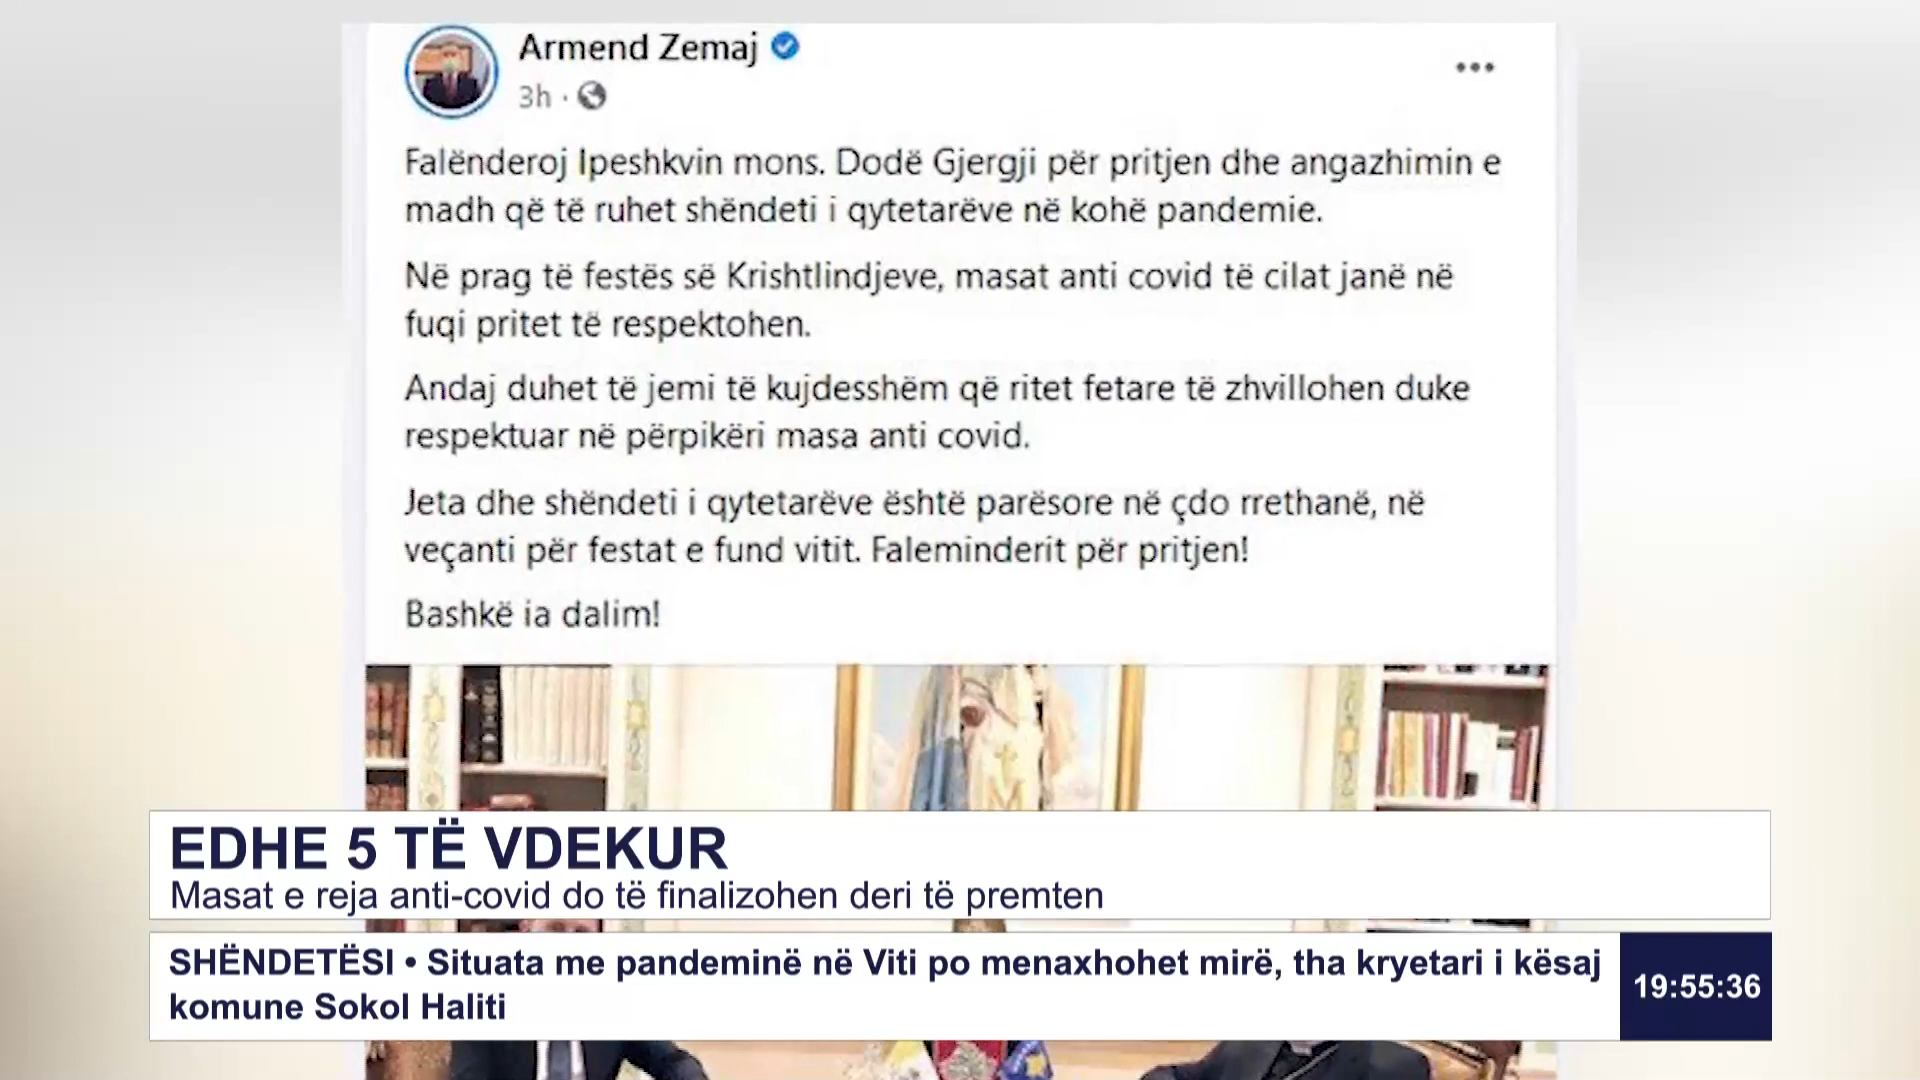 Armend Zemaj
3h ·
Falënderoj Ipeshkvin mons. Dodë Gjergji për pritjen dhe angazhimin e
madh që të ruhet shëndeti i qytetarëve në kohë pandemie.
Në prag të festës së Krishtlindjeve, masat anti covid të cilat janë në
fuqi pritet të respektohen.
Andaj duhet të jemi të kujdesshëm që ritet fetare të zhvillohen duke
respektuar në përpikëri masa anti covid.
Jeta dhe shëndeti i qytetarëve është parësore në çdo rrethanë, në
veçanti për festat e fund vitit. Faleminderit për pritjen!
Bashkë ia dalim!
EDHE 5 TË VDEKUR
Masat e reja anti-covid do të finalizohen deri të premten
SHËNDETËSI • Situata me pandeminë në Viti po menaxhohet mirë, tha kryetari i kësaj
komune Sokol Haliti
19:55:36